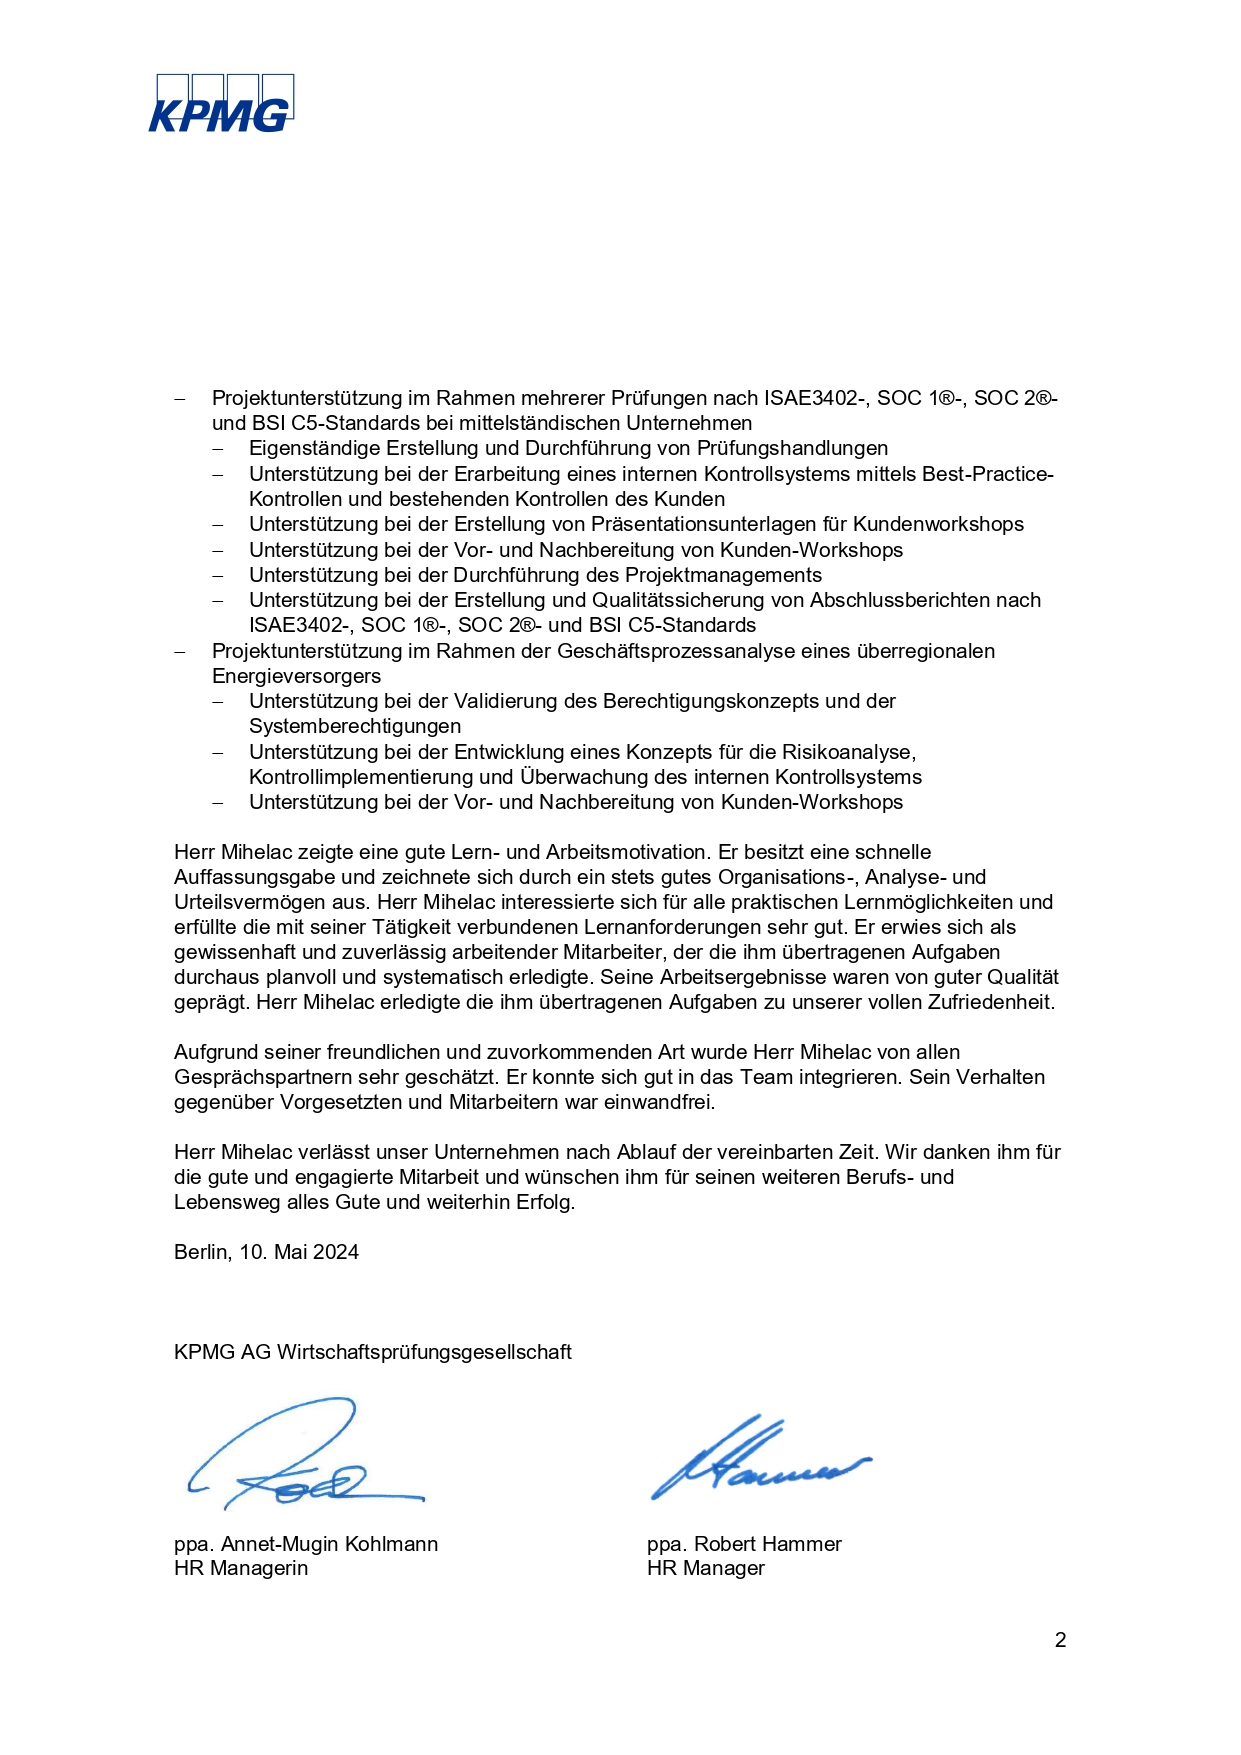 KPMG
– Projektunterstützung im Rahmen mehrerer Prüfungen nach ISAE3402-, SOC 1®-, SOC 2®-
und BSI C5-Standards bei mittelständischen Unternehmen
– Eigenständige Erstellung und Durchführung von Prüfungshandlungen
– Unterstützung bei der Erarbeitung eines internen Kontrollsystems mittels Best-Practice-
Kontrollen und bestehenden Kontrollen des Kunden
– Unterstützung bei der Erstellung von Präsentationsunterlagen für Kundenworkshops
– Unterstützung bei der Vor- und Nachbereitung von Kunden-Workshops
– Unterstützung bei der Durchführung des Projektmanagements
– Unterstützung bei der Erstellung und Qualitätssicherung von Abschlussberichten nach
ISAE3402-, SOC 1®-, SOC 2®- und BSI C5-Standards
– Projektunterstützung im Rahmen der Geschäftsprozessanalyse eines überregionalen
Energieversorgers
– Unterstützung bei der Validierung des Berechtigungskonzepts und der
Systemberechtigungen
– Unterstützung bei der Entwicklung eines Konzepts für die Risikoanalyse,
Kontrollimplementierung und Überwachung des internen Kontrollsystems
– Unterstützung bei der Vor- und Nachbereitung von Kunden-Workshops
Herr Mihelac zeigte eine gute Lern- und Arbeitsmotivation. Er besitzt eine schnelle
Auffassungsgabe und zeichnete sich durch ein stets gutes Organisations-, Analyse- und
Urteilsvermögen aus. Herr Mihelac interessierte sich für alle praktischen Lernmöglichkeiten und
erfüllte die mit seiner Tätigkeit verbundenen Lernanforderungen sehr gut. Er erwies sich als
gewissenhaft und zuverlässig arbeitender Mitarbeiter, der die ihm übertragenen Aufgaben
durchaus planvoll und systematisch erledigte. Seine Arbeitsergebnisse waren von guter Qualität
geprägt. Herr Mihelac erledigte die ihm übertragenen Aufgaben zu unserer vollen Zufriedenheit.
Aufgrund seiner freundlichen und zuvorkommenden Art wurde Herr Mihelac von allen
Gesprächspartnern sehr geschätzt. Er konnte sich gut in das Team integrieren. Sein Verhalten
gegenüber Vorgesetzten und Mitarbeitern war einwandfrei.
Herr Mihelac verlässt unser Unternehmen nach Ablauf der vereinbarten Zeit. Wir danken ihm für
die gute und engagierte Mitarbeit und wünschen ihm für seinen weiteren Berufs- und
Lebensweg alles Gute und weiterhin Erfolg.
Berlin, 10. Mai 2024
KPMG AG Wirtschaftsprüfungsgesellschaft
ppa. Annet-Mugin Kohlmann
HR Managerin
ppa. Robert Hammer
HR Manager
2